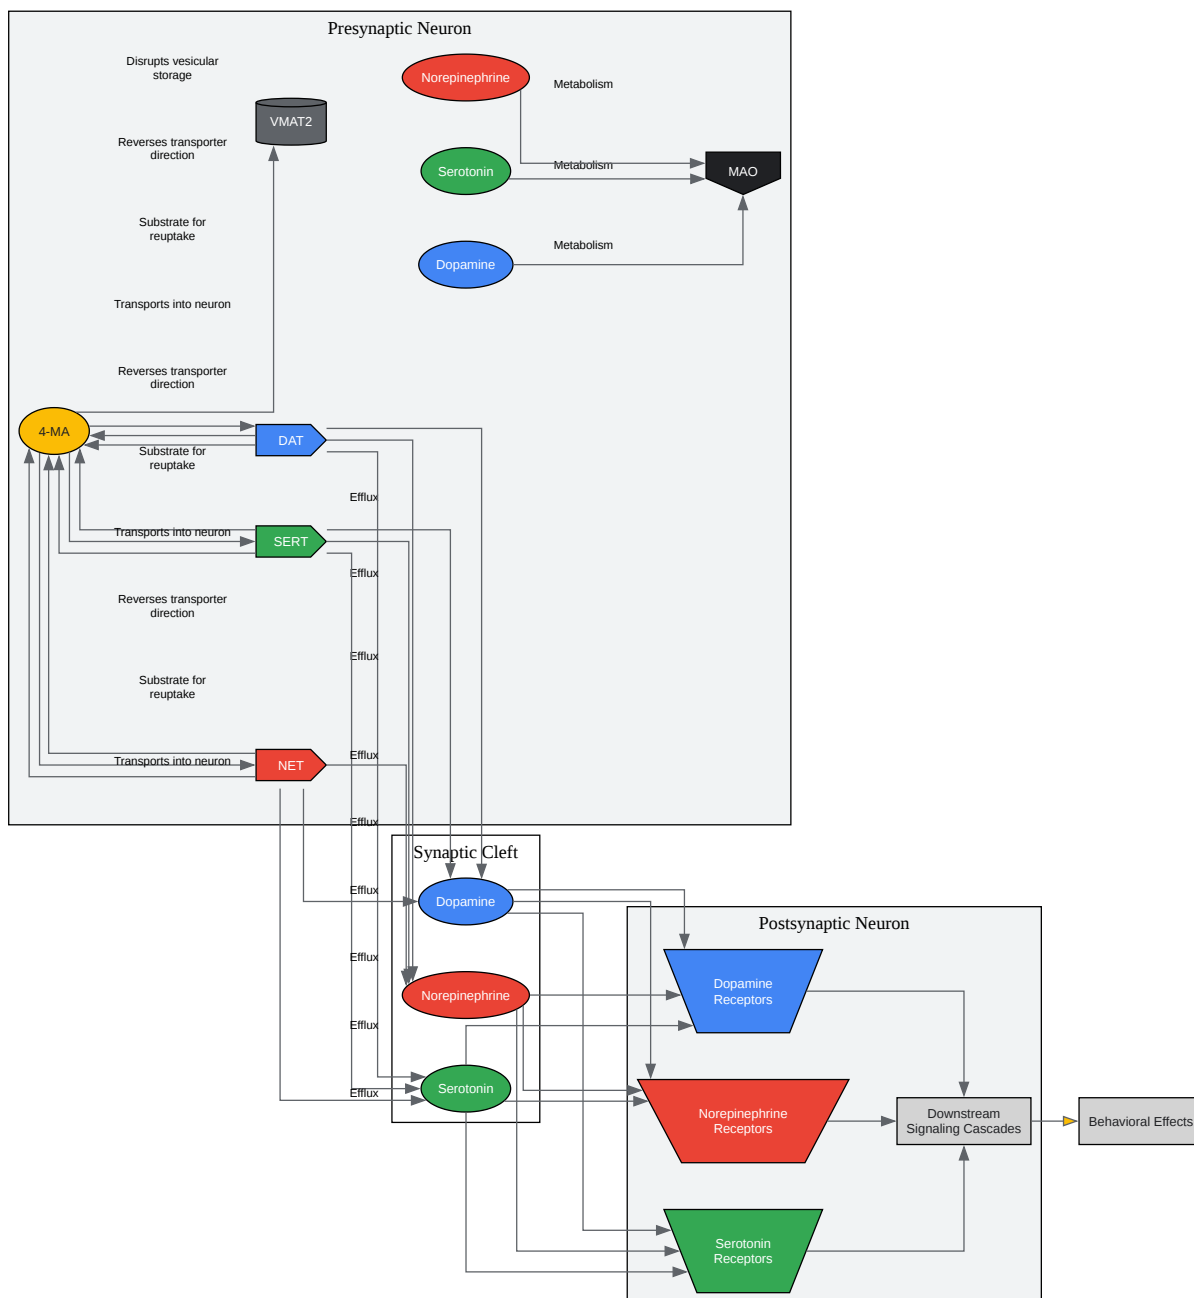 Presynaptic Neuron
Disrupts vesicular
storage
Norepinephrine
Metabolism
VMAT2
Reverses transporter
direction
Serotonin
Metabolism
MAO
Substrate for
reuptake
Dopamine
Metabolism
Transports into neuron
Reverses transporter
direction
4-MA
DAT
Substrate for
reuptake
Efflux
Transports into neuron
SERT
Efflux
Reverses transporter
direction
Efflux
Substrate for
reuptake
Efflux
Transports into neuron
NET
Efflux
Synaptic Cleft
Efflux
Dopamine
Efflux
Norepinephrine
Efflux
Serotonin
Efflux
Postsynaptic Neuron
Dopamine
Receptors
Norepinephrine
Receptors
Downstream
Signaling Cascades
Behavioral Effects
Serotonin
Receptors